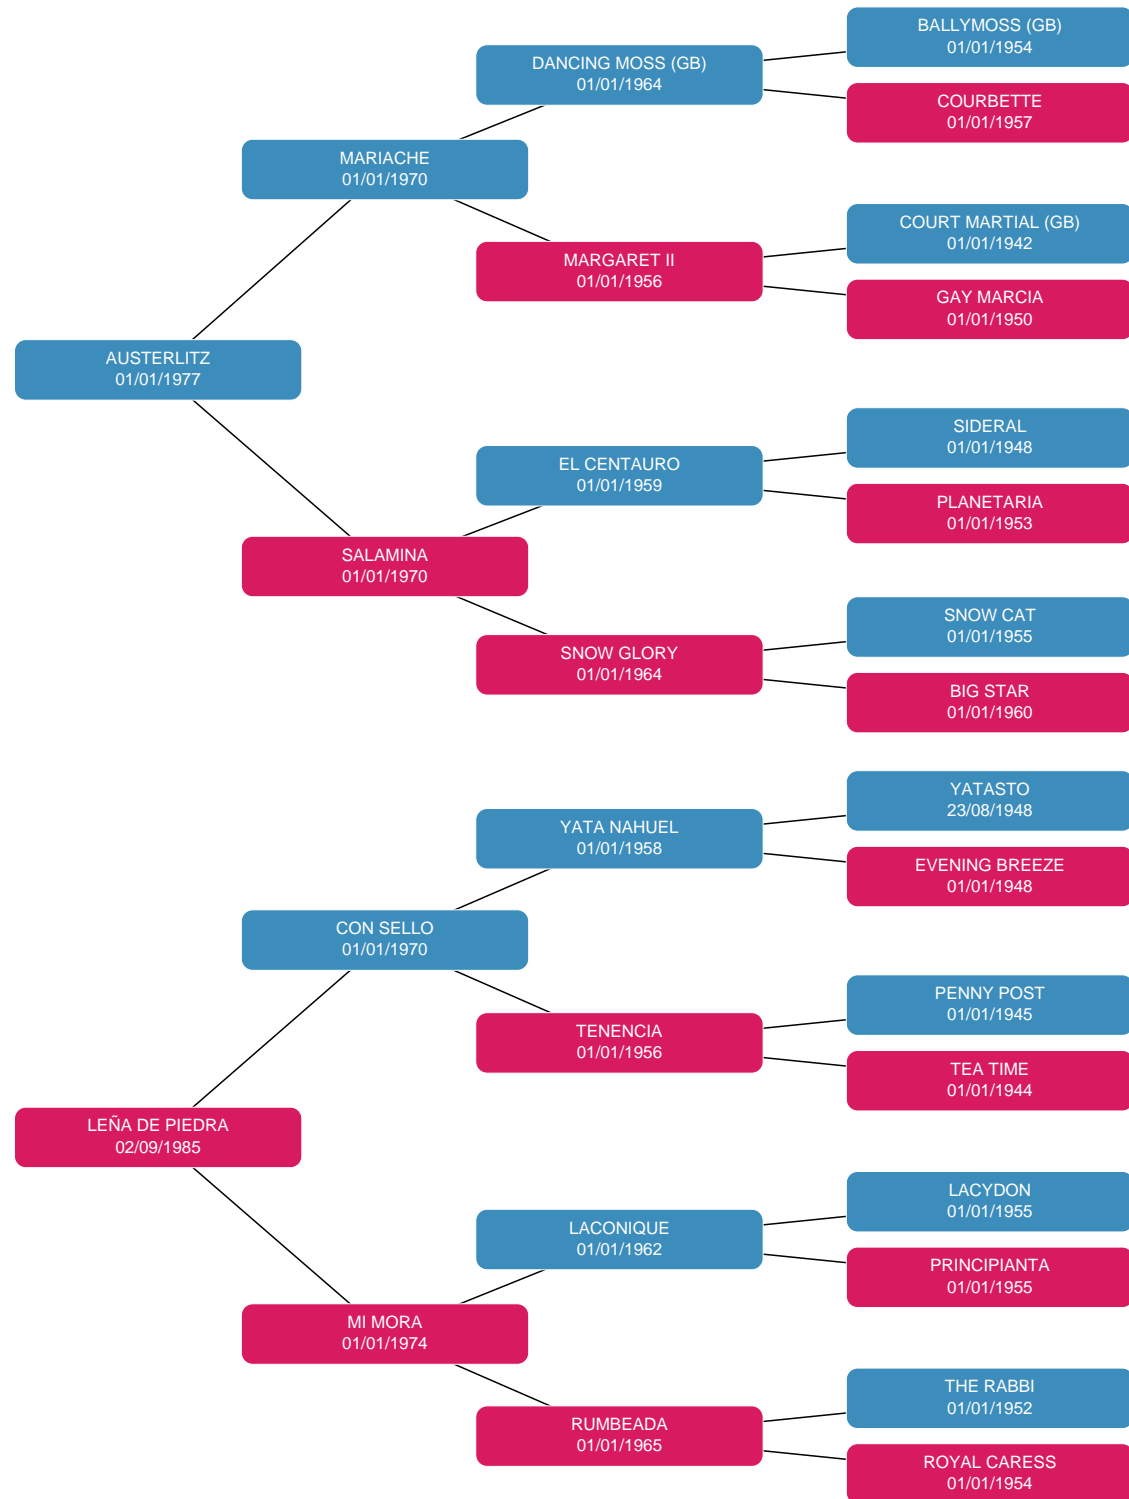 BALLYMOSS (GB)
01/01/1954
DANCING MOSS (GB)
01/01/1964
COURBETTE
01/01/1957
MARIACHE
01/01/1970
COURT MARTIAL (GB)
01/01/1942
MARGARET II
01/01/1956
GAY MARCIA
01/01/1950
AUSTERLITZ
01/01/1977
SIDERAL
01/01/1948
EL CENTAURO
01/01/1959
PLANETARIA
01/01/1953
SALAMINA
01/01/1970
SNOW CAT
01/01/1955
SNOW GLORY
01/01/1964
BIG STAR
01/01/1960
YATASTO
23/08/1948
YATA NAHUEL
01/01/1958
EVENING BREEZE
01/01/1948
CON SELLO
01/01/1970
PENNY POST
01/01/1945
TENENCIA
01/01/1956
TEA TIME
01/01/1944
LEÑA DE PIEDRA
02/09/1985
LACYDON
01/01/1955
LACONIQUE
01/01/1962
PRINCIPIANTA
01/01/1955
MI MORA
01/01/1974
THE RABBI
01/01/1952
RUMBEADA
01/01/1965
ROYAL CARESS
01/01/1954